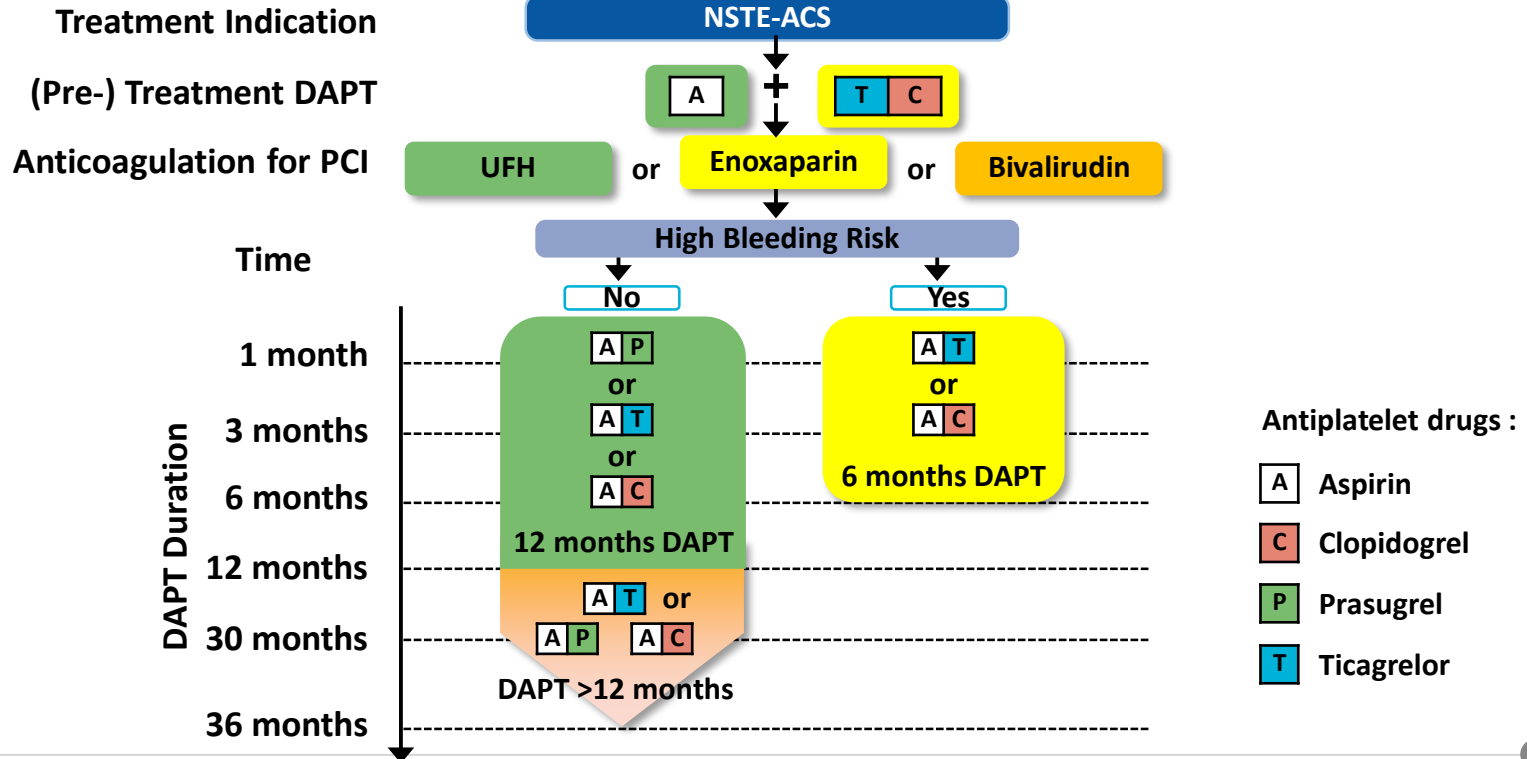 Treatment Indication
NSTE-ACS
(Pre-) Treatment DAPT
A + T C
Anticoagulation for PCI
UFH or Enoxaparin or Bivalirudin
High Bleeding Risk
Time
No
Yes
DAPT Duration
1 month
3 months
6 months
12 months
30 months
36 months
A P
or
A T
or
A C
12 months DAPT
A T or
A P A C
DAPT >12 months
A T
or
A C
6 months DAPT
Antiplatelet drugs :
A Aspirin
C Clopidogrel
P Prasugrel
T Ticagrelor